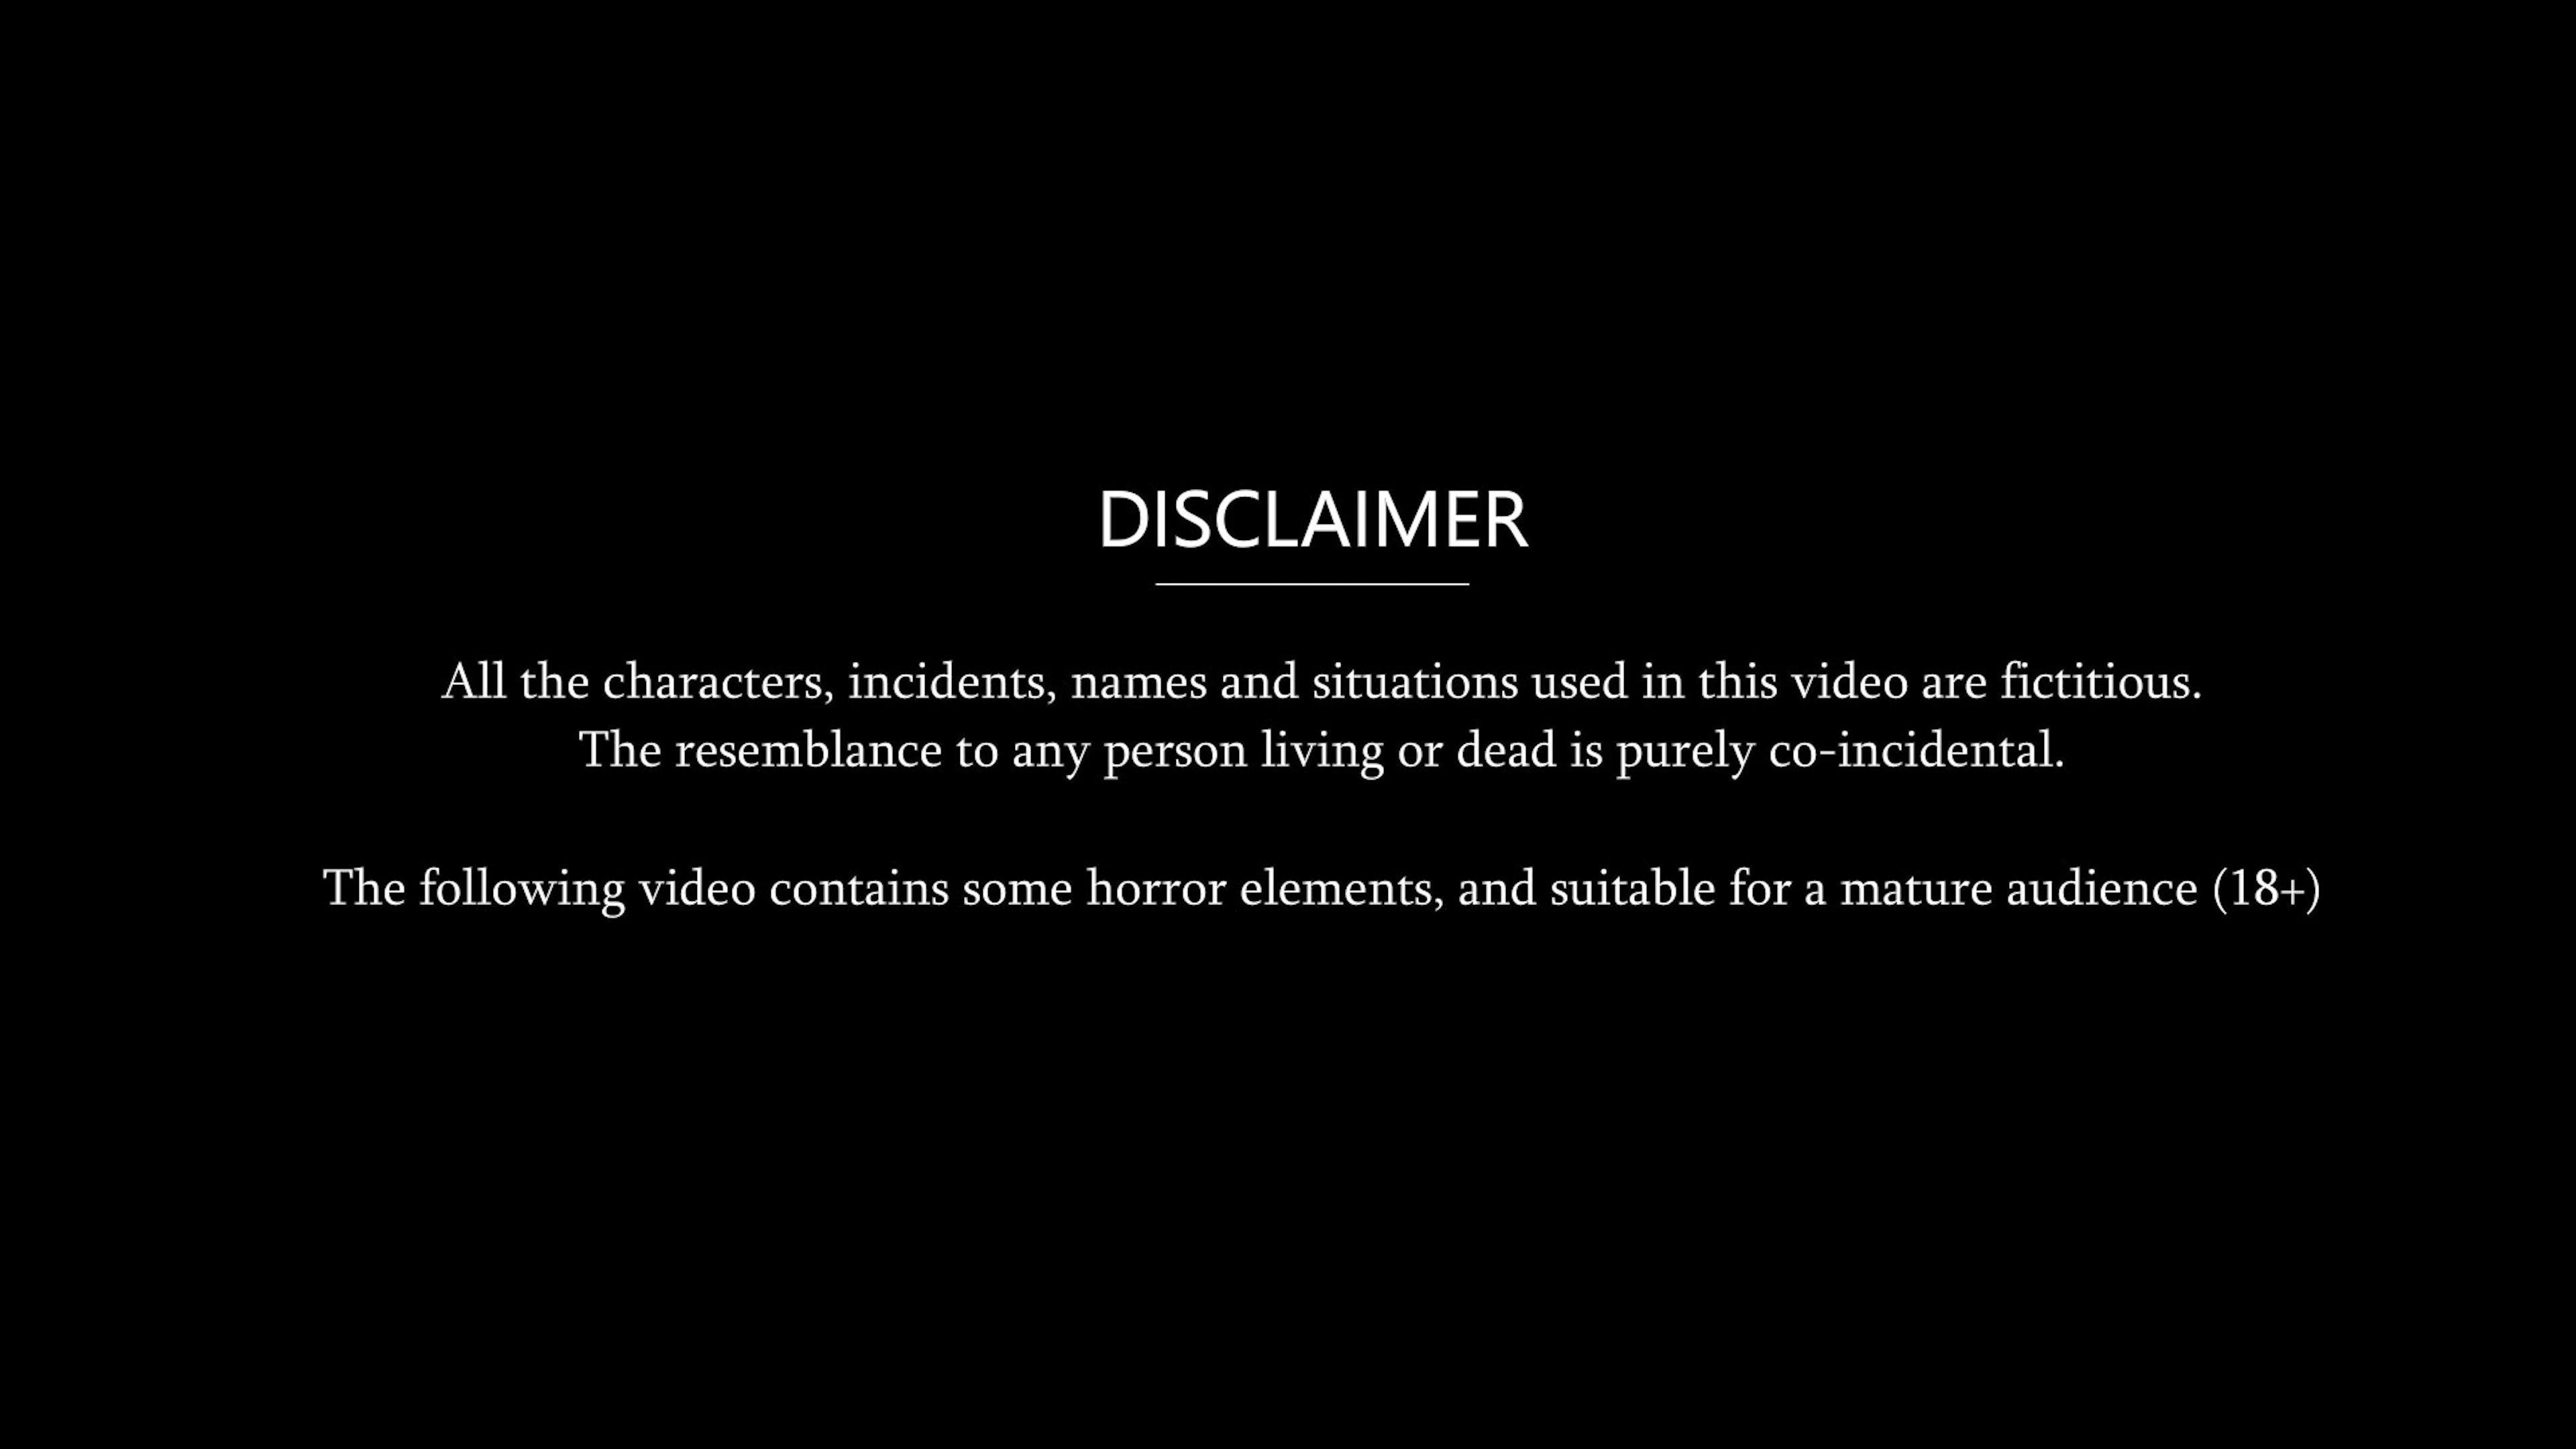 DISCLAIMER
All the characters, incidents, names and situations used in this video are fictitious.
The resemblance to any person living or dead is purely co-incidental.
The following video contains some horror elements, and suitable for a mature audience (18+)